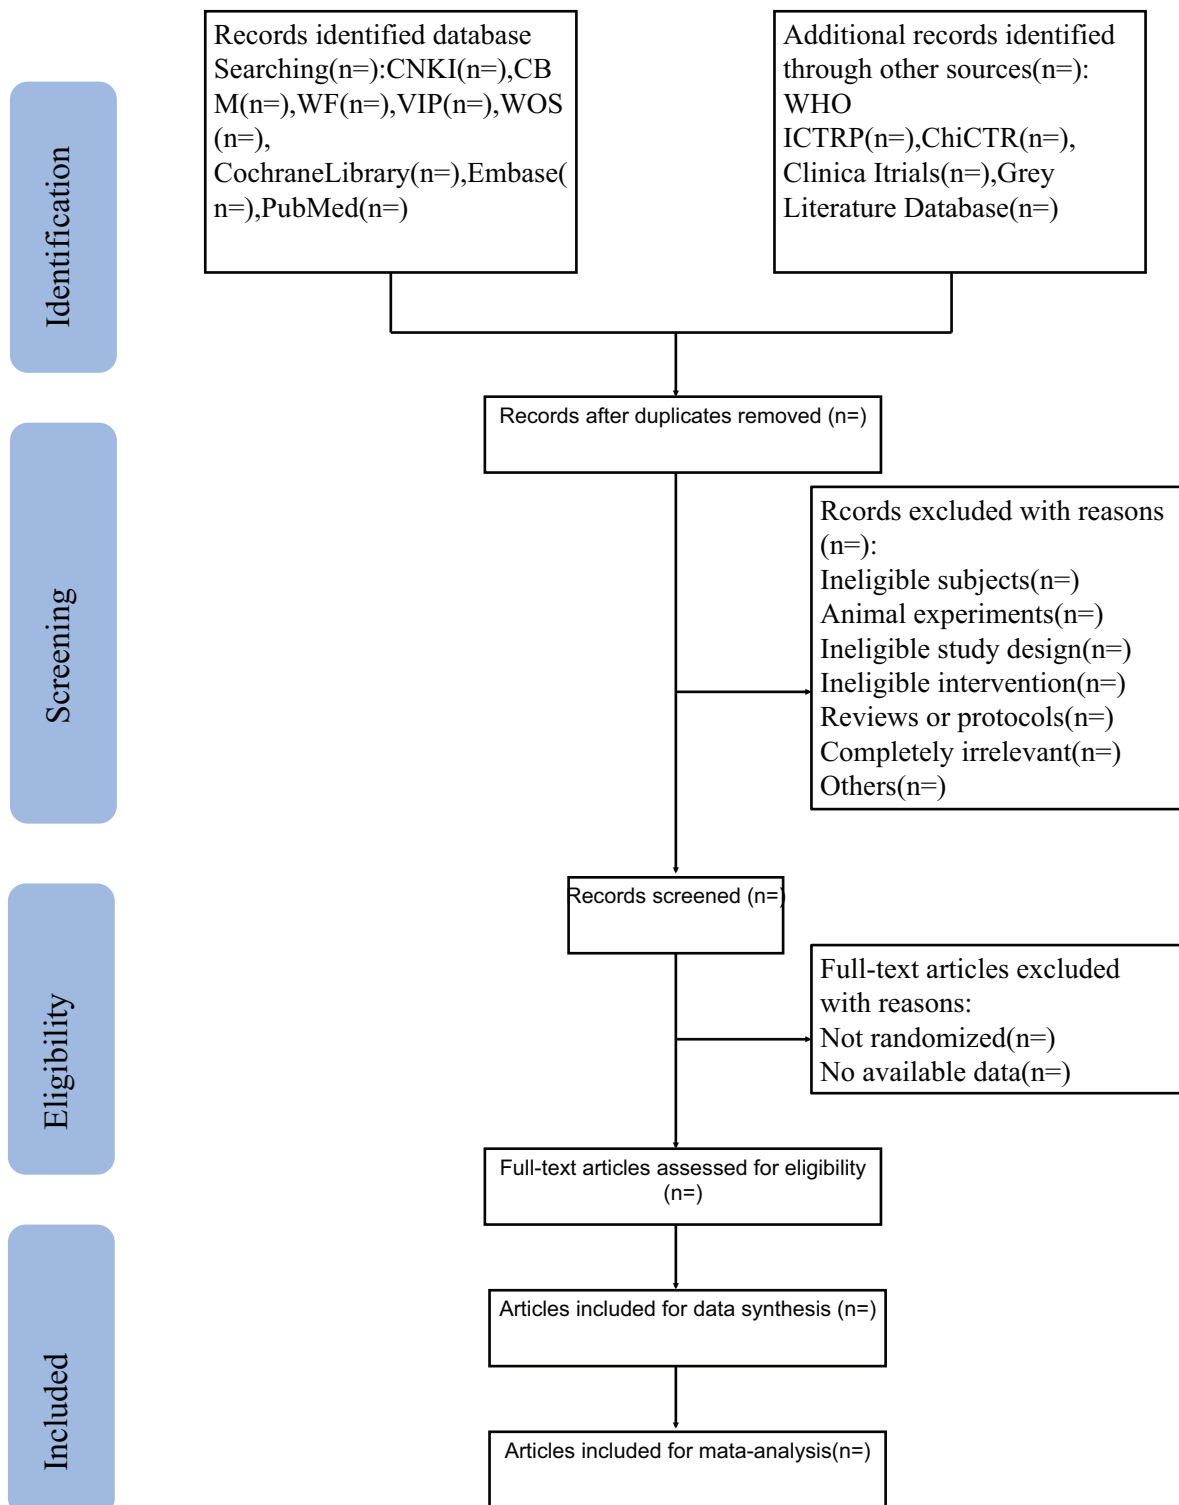 Identification
Records identified database
Searching(n=):CNKI(n=),CB
M(n=),WF(n=),VIP(n=),WOS
(n=),
CochraneLibrary(n=),Embase(
n=),PubMed(n=)
Additional records identified
through other sources(n=):
WHO
ICTRP(n=),ChiCTR(n=),
Clinica Itrials(n=),Grey
Literature Database(n=)
Screening
Records after duplicates removed (n=)
Rcords excluded with reasons
(n=):
Ineligible subjects(n=)
Animal experiments(n=)
Ineligible study design(n=)
Ineligible intervention(n=)
Reviews or protocols(n=)
Completely irrelevant(n=)
Others(n=)
Records screened (n=)
Eligibility
Full-text articles excluded
with reasons:
Not randomized(n=)
No available data(n=)
Full-text articles assessed for eligibility
(n=)
Included
Articles included for data synthesis (n=)
Articles included for mata-analysis(n=)